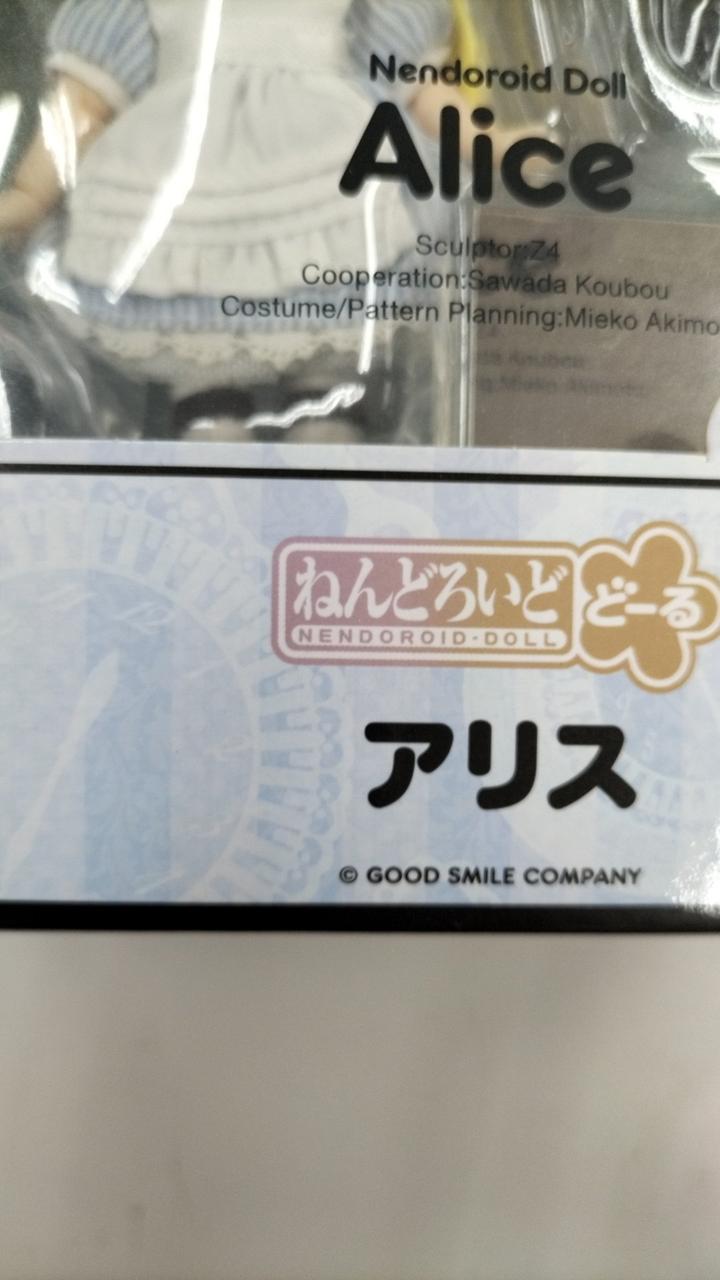 Nendoroid Doll
Alice
Sculptor:Z4
Cooperation:Sawada Koubou
Costume/Pattern Planning:Mieko Akimo
ねんどろいど どーる
NENDOROID-DOLL
アリス
© GOOD SMILE COMPANY